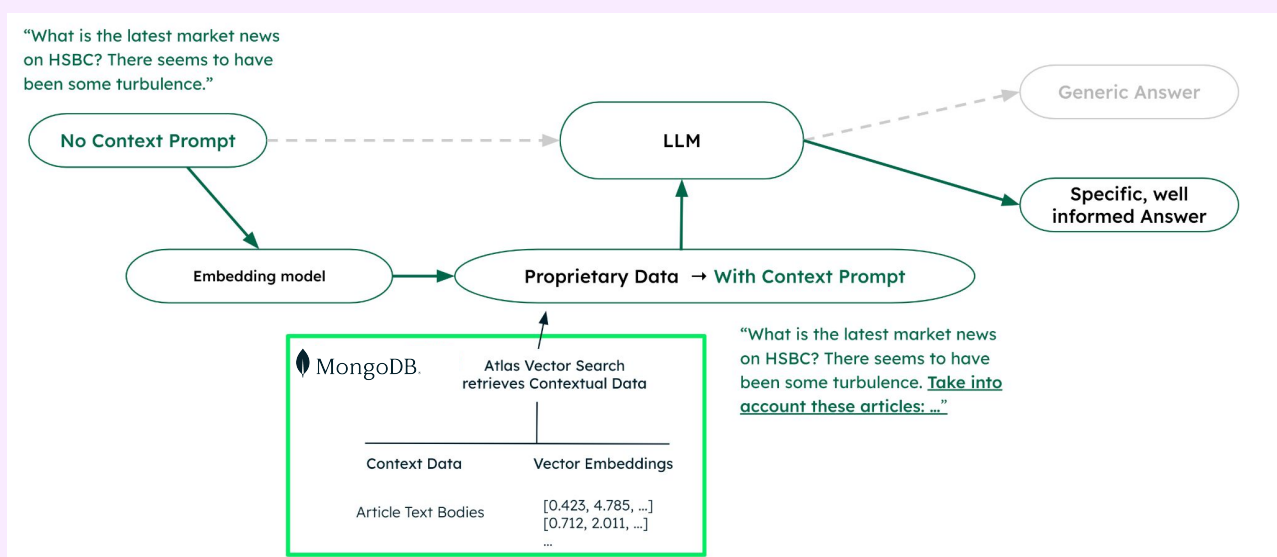 “What is the latest market news
on HSBC? There seems to have
been some turbulence.”
No Context Prompt
LLM
Generic Answer
Specific, well
informed Answer
Embedding model
Proprietary Data → With Context Prompt
MongoDB.
Atlas Vector Search
retrieves Contextual Data
Context Data
Vector Embeddings
Article Text Bodies
[0.423, 4.785, ...]
[0.712, 2.011, ...]
...
“What is the latest market news
on HSBC? There seems to have
been some turbulence. Take into
account these articles: ...”